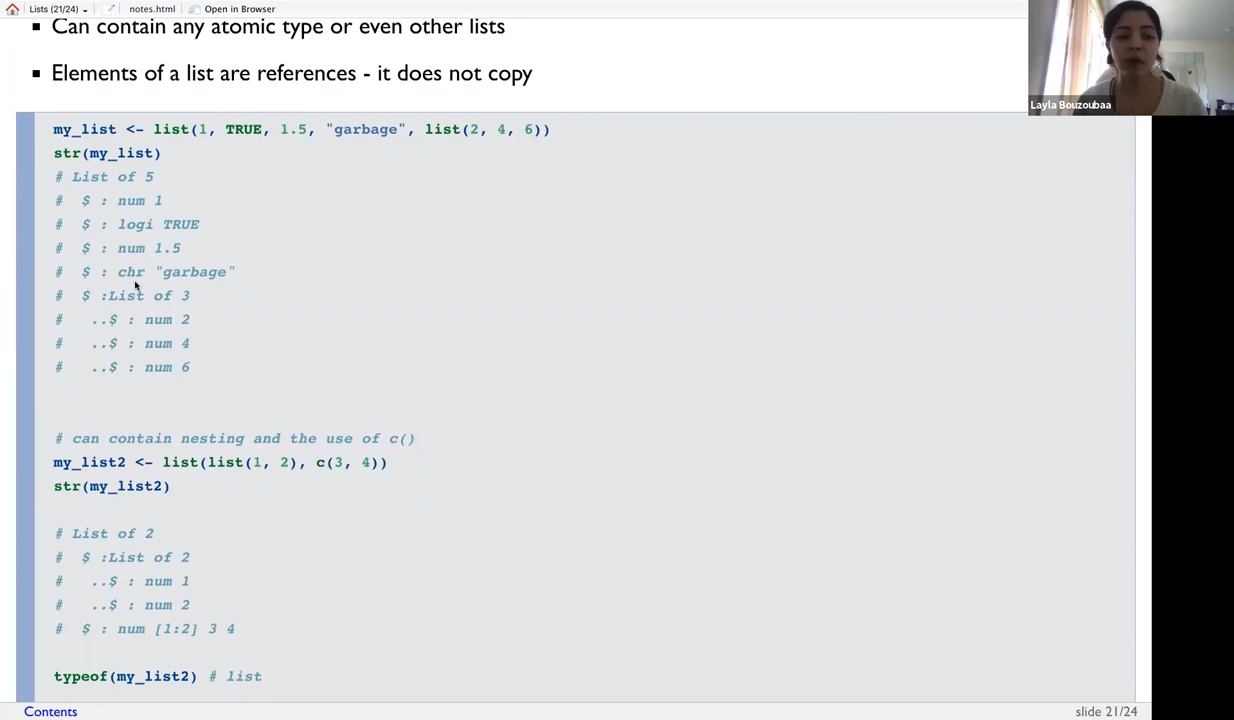 Lists (21/24)
notes.html
Open in Browser
▪ Can contain any atomic type or even other lists
▪ Elements of a list are references - it does not copy
Layla Bouzoubaa
my_list <- list(1, TRUE, 1.5, "garbage", list(2, 4, 6))
str(my_list)
# List of 5
#  $ : num 1
#  $ : logi TRUE
#  $ : num 1.5
#  $ : chr "garbage"
#  $ :List of 3
#   ..$ : num 2
#   ..$ : num 4
#   ..$ : num 6
# can contain nesting and the use of c()
my_list2 <- list(list(1, 2), c(3, 4))
str(my_list2)
# List of 2
#  $ :List of 2
#   ..$ : num 1
#   ..$ : num 2
#  $ : num [1:2] 3 4
typeof(my_list2) # list
Contents
slide 21/24